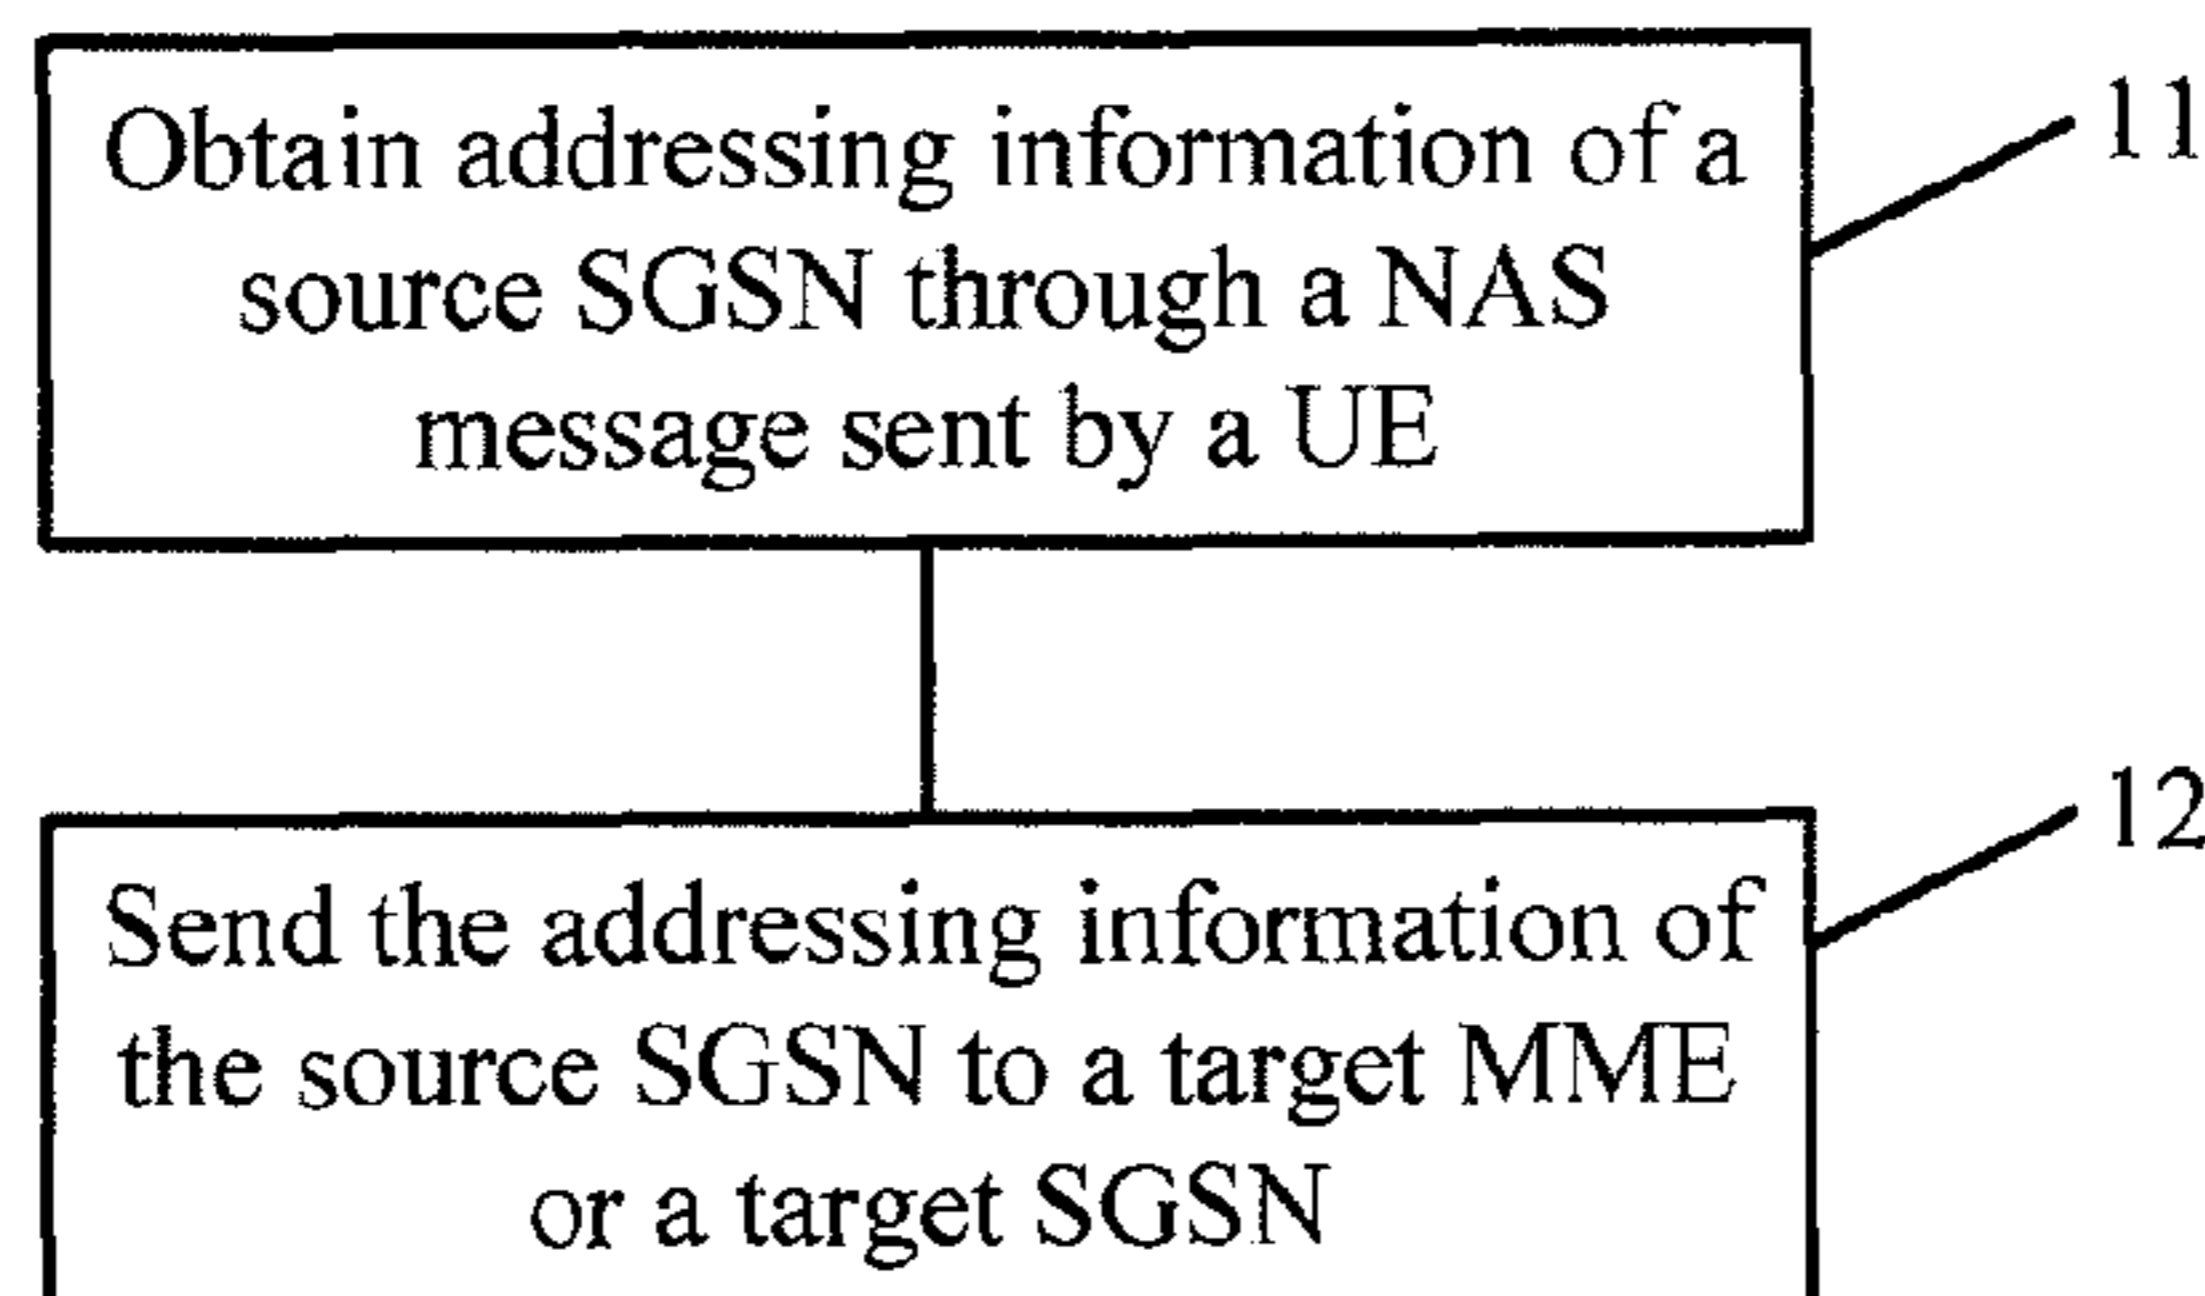 Obtain addressing information of a
source SGSN through a NAS
message sent by a UE
11
Send the addressing information of
the source SGSN to a target MME
or a target SGSN
12